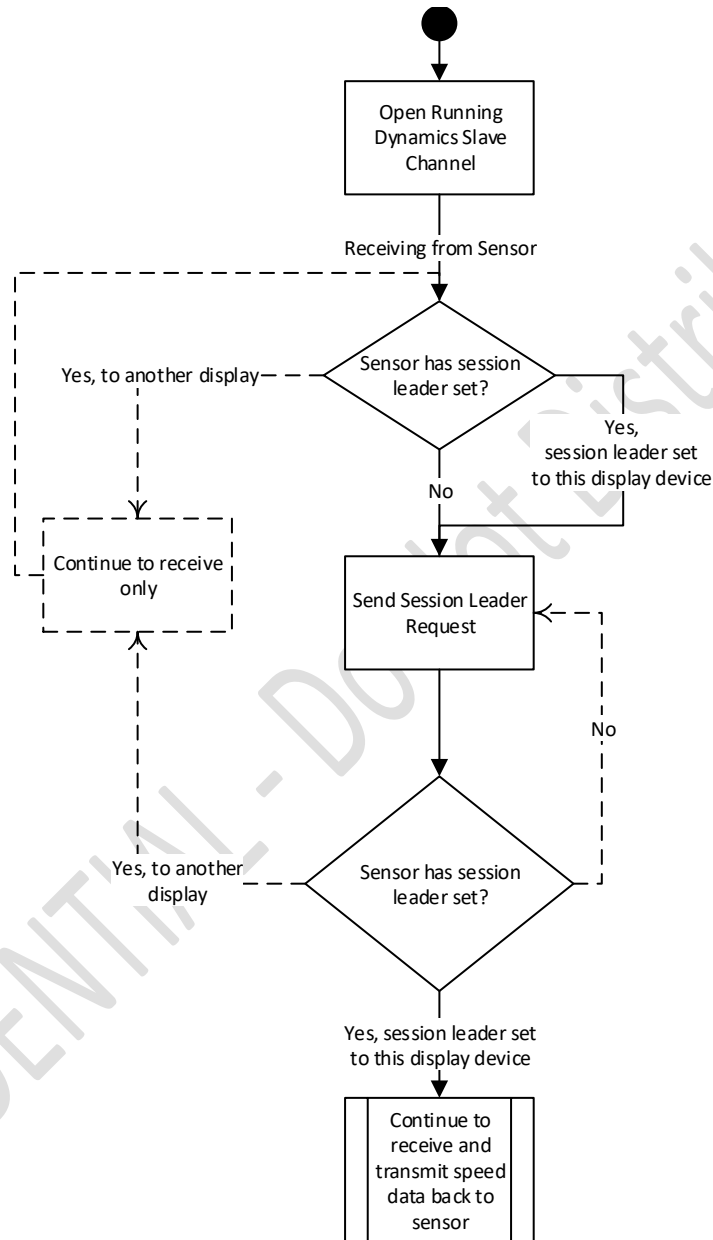 Open Running
Dynamics Slave
Channel
Receiving from Sensor
Sensor has session
leader set?
Yes, to another display
Yes,
session leader set
to this display device
No
Continue to receive
only
Send Session Leader
Request
No
Sensor has session
leader set?
Yes, to another
display
Yes, session leader set
to this display device
Continue to
receive and
transmit speed
data back to
sensor